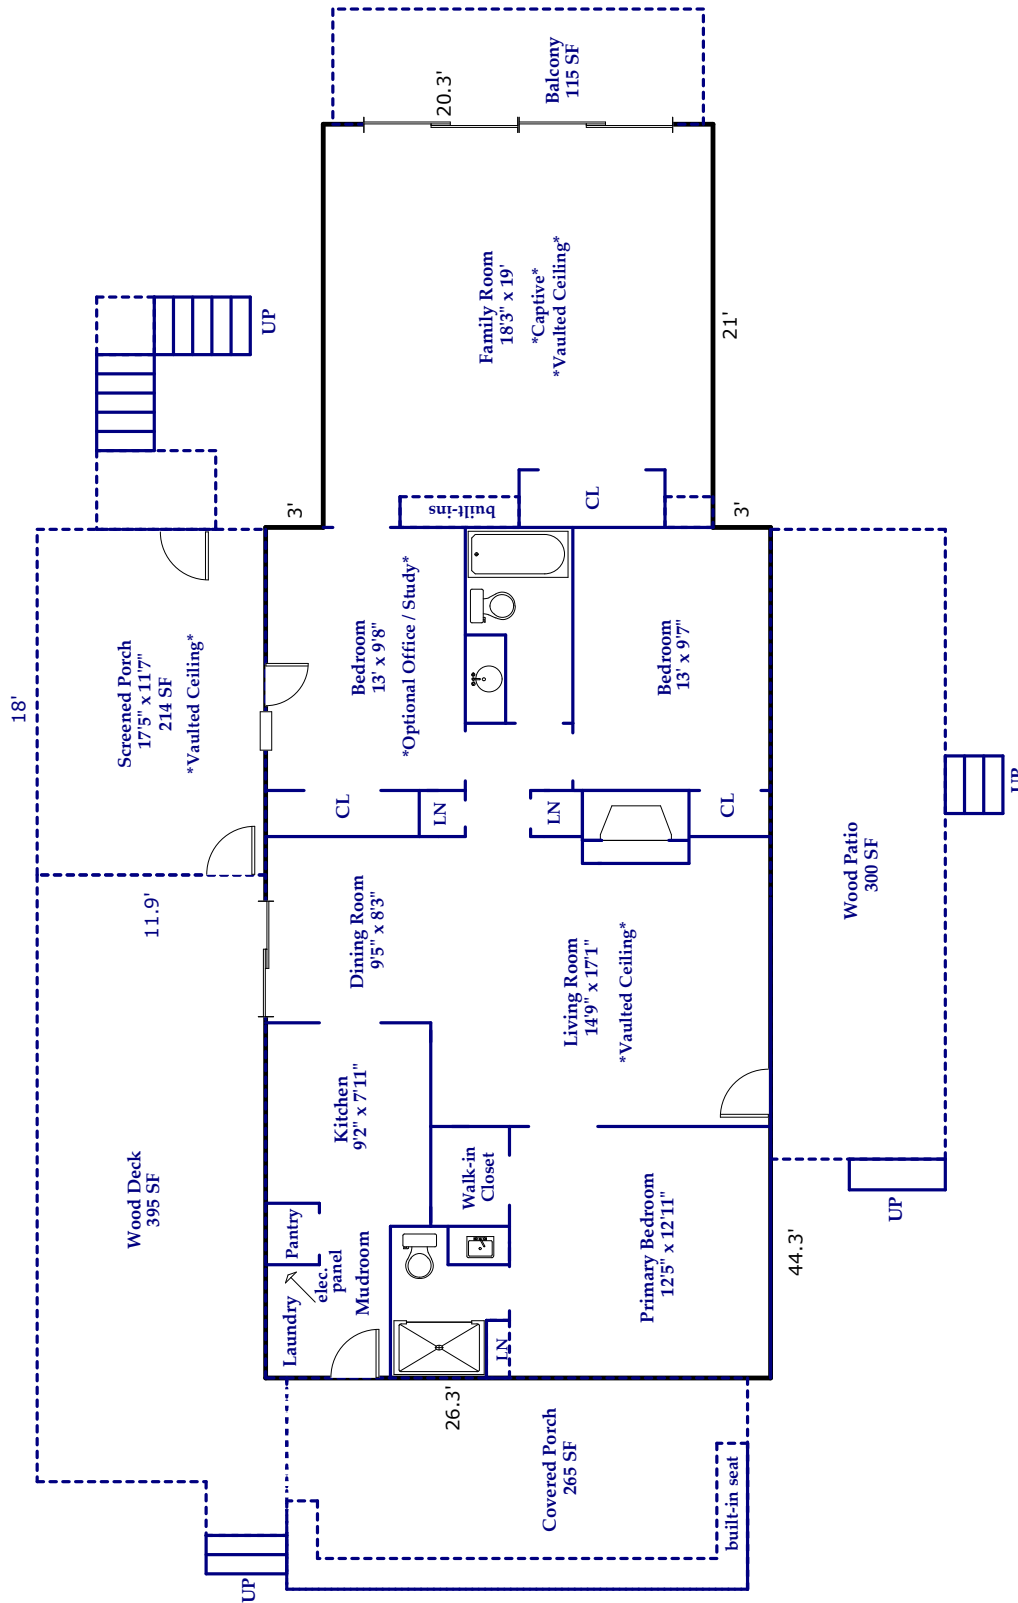 Balcony
115 SF
20.3'
Family Room
18'3" x 19'
*Captive*
*Vaulted Ceiling*
21'
UP
3'
3'
built-ins
CL
18'
Screened Porch
17'5" x 11'7"
214 SF
*Vaulted Ceiling*
Bedroom
13' x 9'8"
*Optional Office / Study*
Bedroom
13' x 9'7"
CL
LN
LN
CL
UP
Wood Patio
300 SF
11.9'
Dining Room
9'5" x 8'3"
Living Room
14'9" x 17'1"
*Vaulted Ceiling*
Kitchen
9'2" x 7'11"
Wood Deck
395 SF
Walk-in
Closet
Pantry
elec.
panel
Mudroom
Laundry
Primary Bedroom
12'5" x 12'11"
LN
UP
44.3'
26.3'
Covered Porch
265 SF
built-in seat
UP